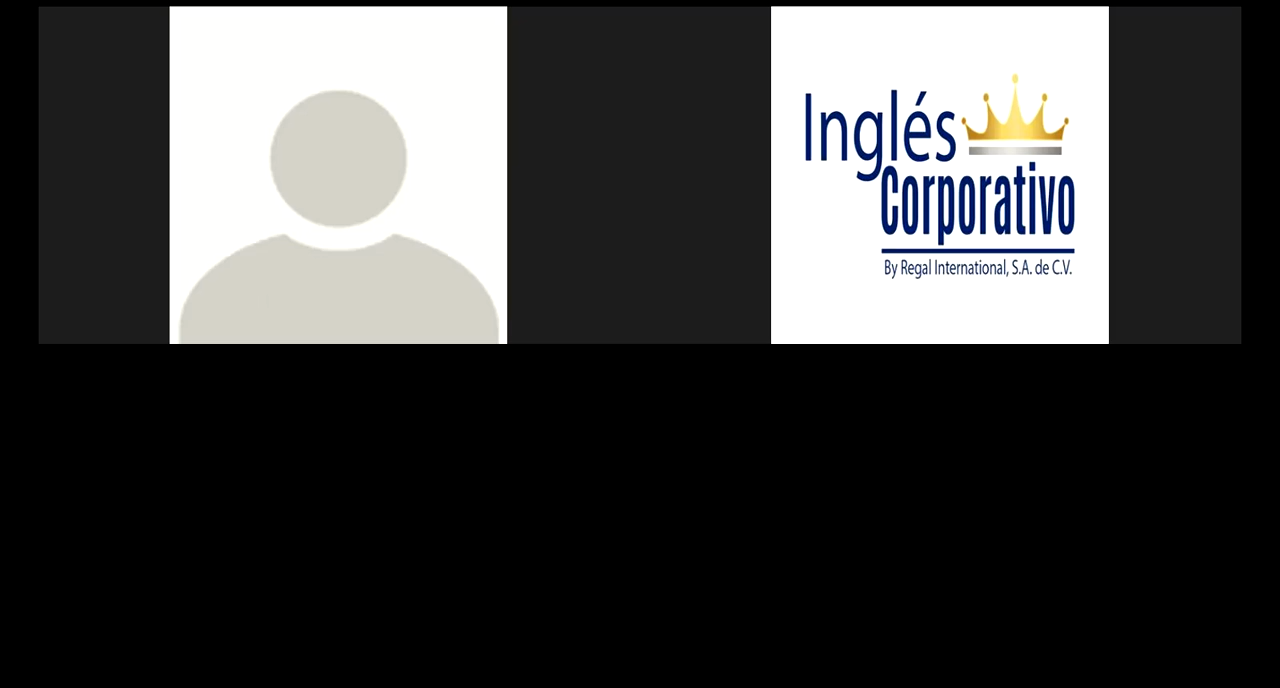 Inglés
Corporativo
By Regal International, S.A. de C.V.